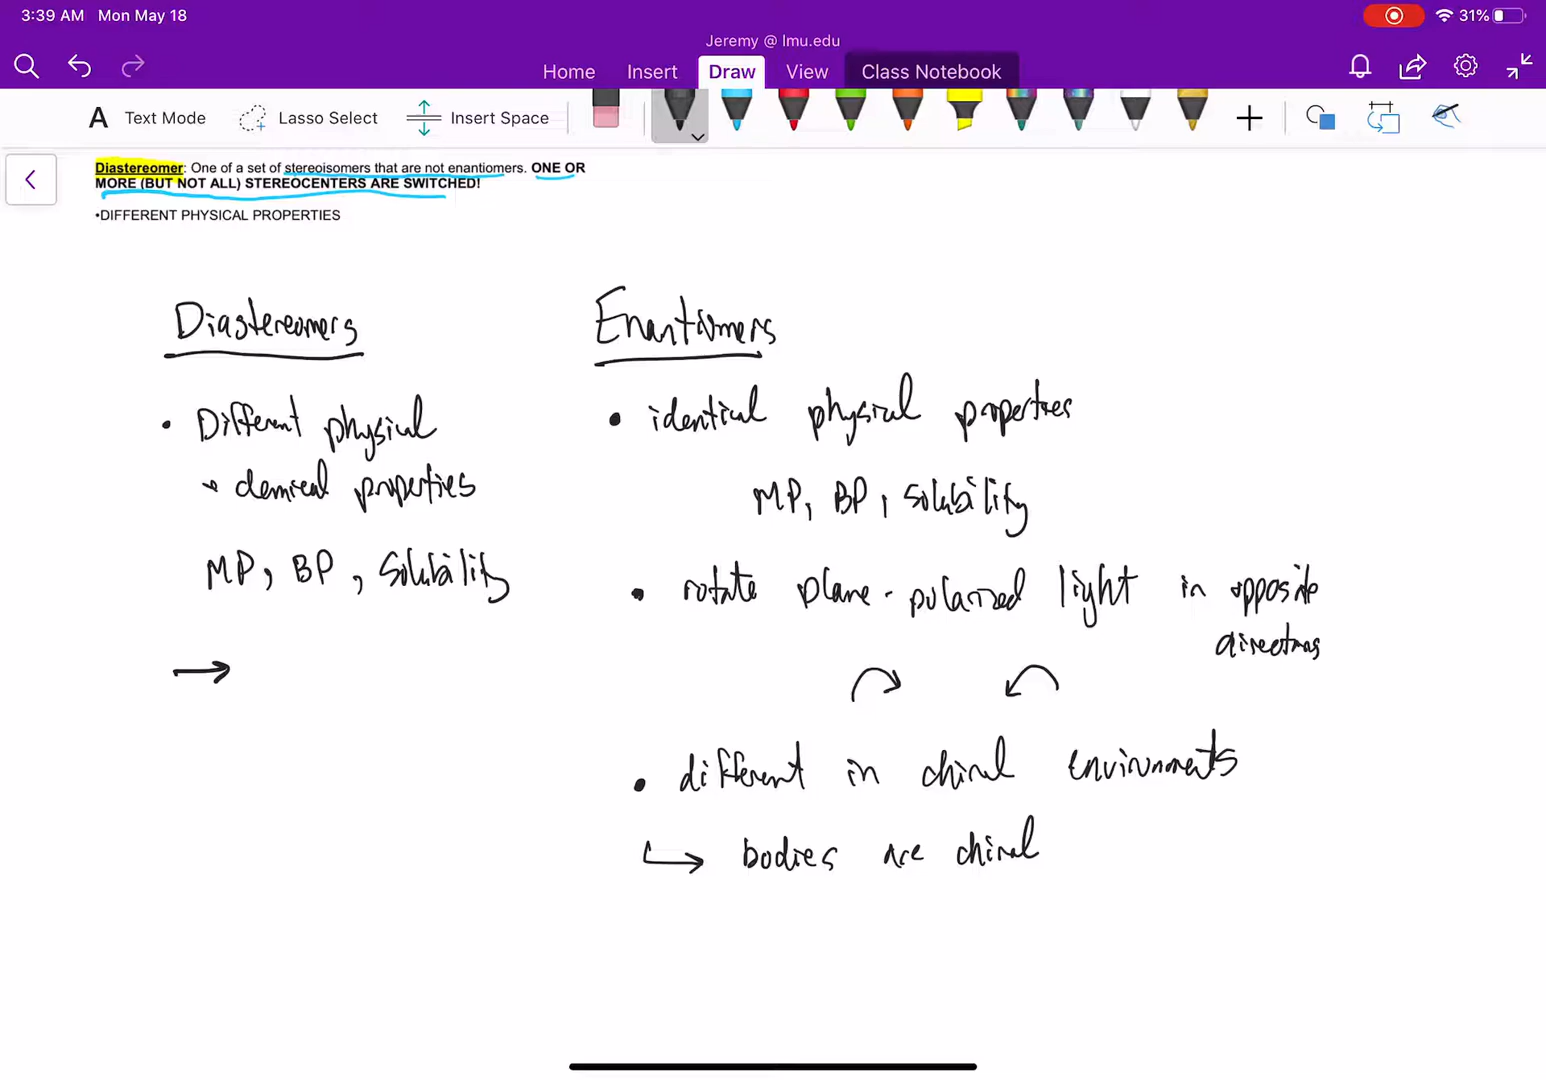 3:39 AM Mon May 18
31%
Jeremy @ lmu.edu
Home Insert Draw View Class Notebook
A Text Mode Lasso Select Insert Space
Diastereomer: One of a set of stereoisomers that are not enantiomers. ONE OR
MORE (BUT NOT ALL) STEREOCENTERS ARE SWITCHED!
•DIFFERENT PHYSICAL PROPERTIES
Diastereomers
• Different physical
+ chemical properties
MP, BP, Solubility
→
Enantiomers
• identical physical properties
MP, BP, Solubility
• rotate plane-polarized light in opposite
directions
• different in chiral environments
↳ bodies are chiral